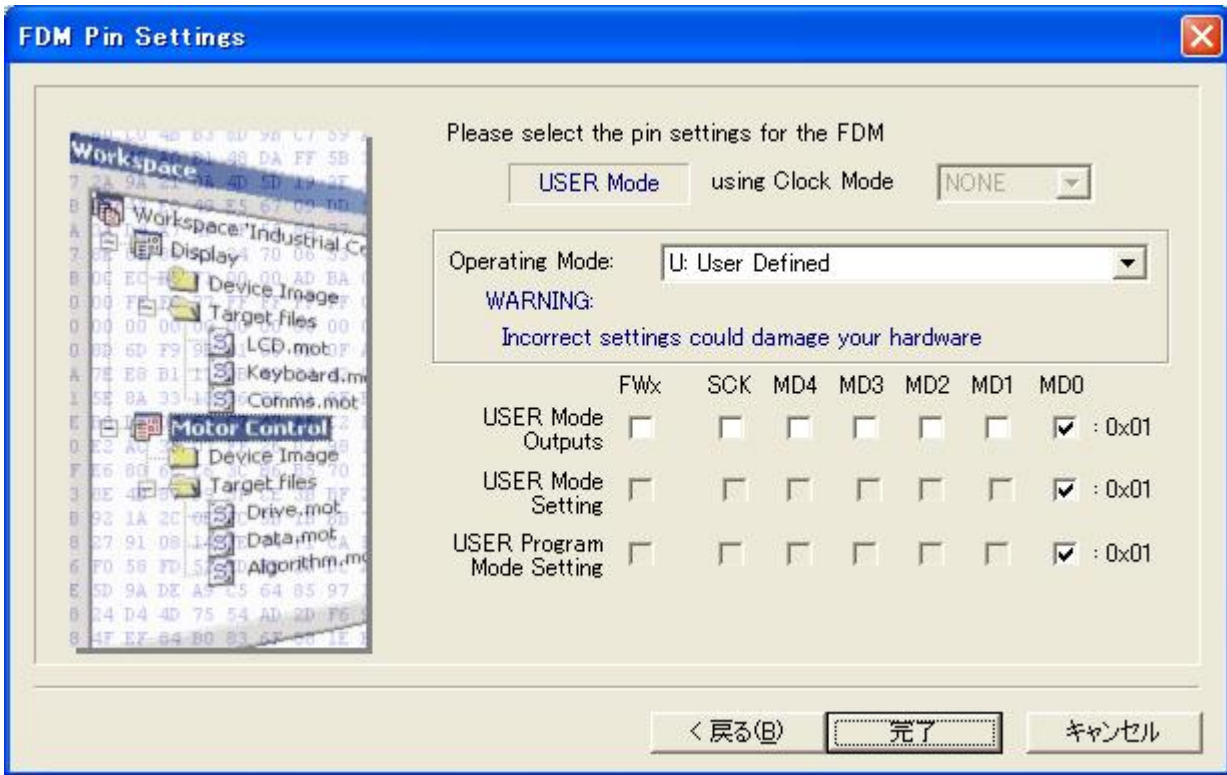 FDM Pin Settings
Please select the pin settings for the FDM
USER Mode using Clock Mode NONE
Operating Mode: U: User Defined
WARNING:
Incorrect settings could damage your hardware
FWx SCK MD4 MD3 MD2 MD1 MD0
USER Mode
Outputs : 0x01
USER Mode
Setting : 0x01
USER Program
Mode Setting : 0x01
Workspace
Workspace 'Industrial Co
Display
Device Image
Target files
LCD.mot
Keyboard.m
Comms.mot
Motor Control
Device Image
Target files
Drive.mot
Data.mot
Algorithm.mo
< 戻る(B) 完了 キャンセル